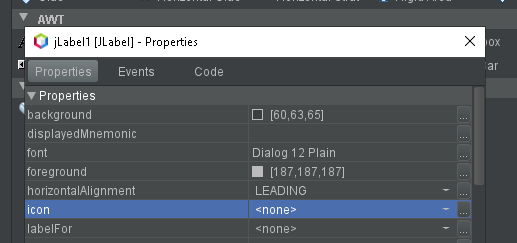 AWT
jLabel1 [JLabel] - Properties
Properties Events Code
Properties
background [60,63,65] ...
displayedMnemonic ...
font Dialog 12 Plain ...
foreground [187,187,187] ...
horizontalAlignment LEADING ...
icon <none> ...
labelFor <none> ...